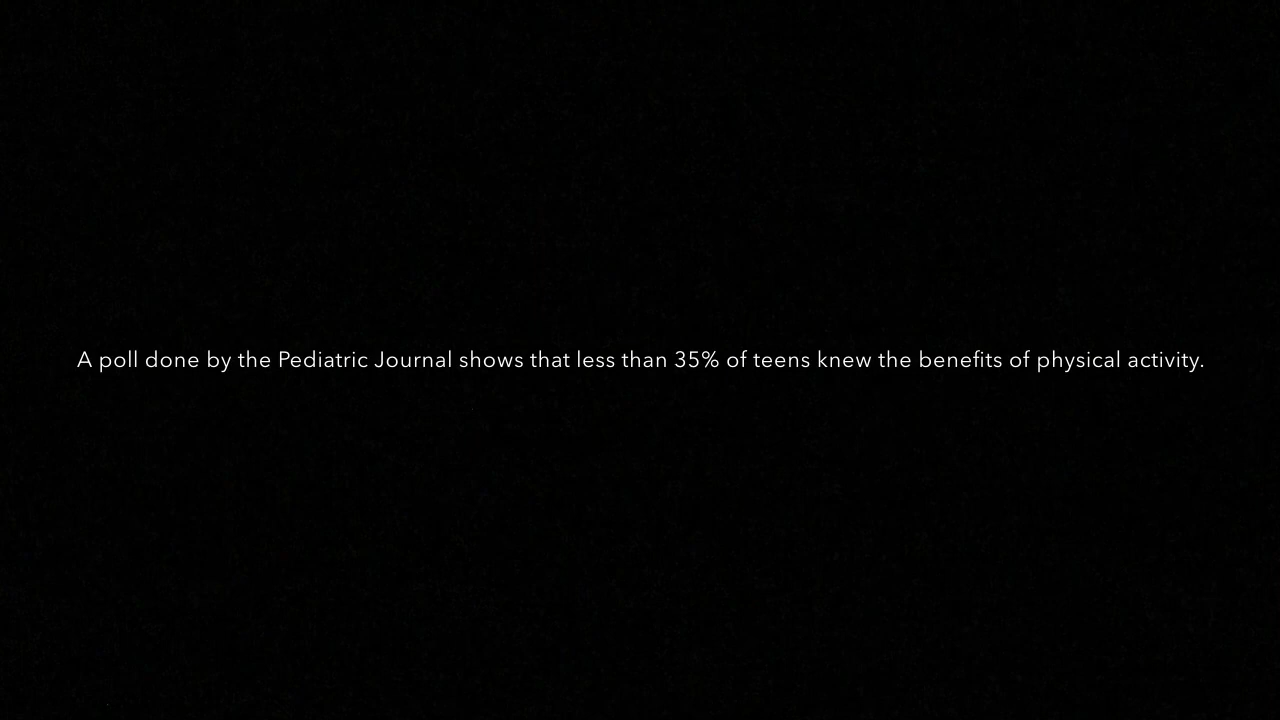 A poll done by the Pediatric Journal shows that less than 35% of teens knew the benefits of physical activity.